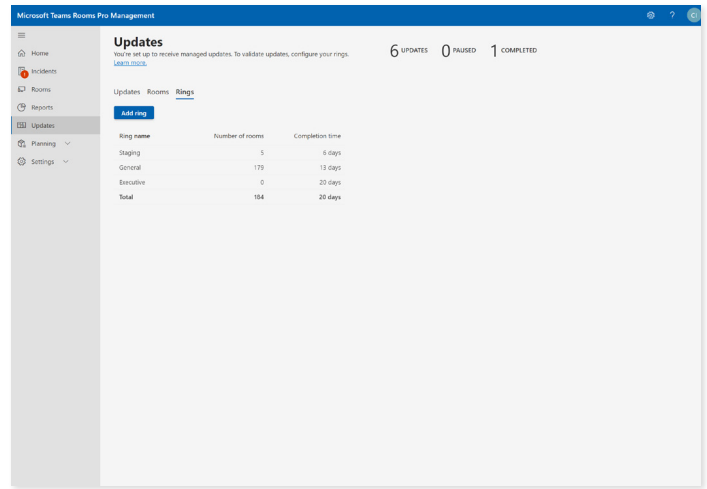 Microsoft Teams Rooms Pro Management
?
CI
Home
Incidents
Rooms
Reports
Updates
Planning
Settings
Updates
You're set up to receive managed updates. To validate updates, configure your rings.
Learn more.
6 UPDATES 0 PAUSED 1 COMPLETED
Updates Rooms Rings
Add ring
Ring name Number of rooms Completion time
Staging 5 6 days
General 179 13 days
Executive 0 20 days
Total 184 20 days